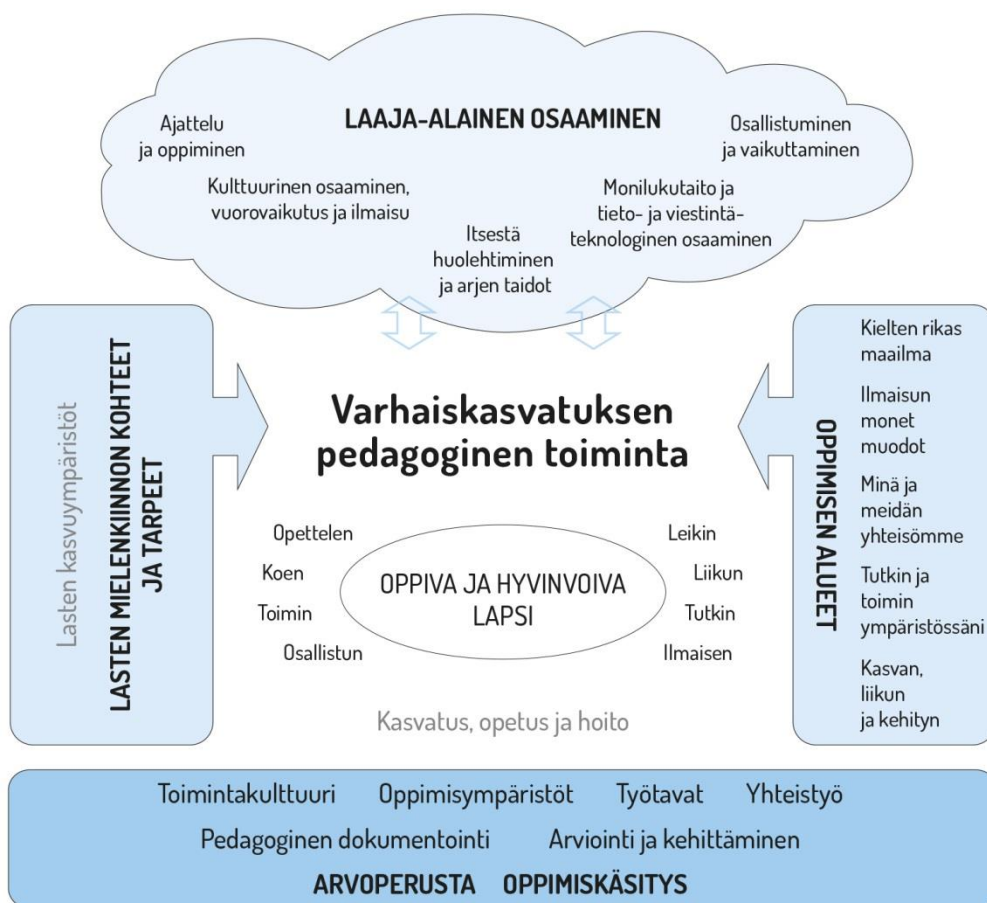 LAAJA-ALAINEN OSAAMINEN
Ajattelu
ja oppiminen
Osallistuminen
ja vaikuttaminen
Kulttuurinen osaaminen,
vuorovaikutus ja ilmaisu
Monilukutaito ja
tieto- ja viestintä-
teknologinen osaaminen
Itsestä
huolehtiminen
ja arjen taidot
Lasten kasvuympäristöt
LASTEN MIELENKIINNON KOHTEET
JA TARPEET
Varhaiskasvatuksen
pedagoginen toiminta
Opettelen
Koen
Toimin
Osallistun
OPPIVA JA HYVINVOIVA
LAPSI
Leikin
Liikun
Tutkin
Ilmaisen
Kasvatus, opetus ja hoito
OPPIMISEN ALUEET
Kielten rikas
maailma
Ilmaisun
monet
muodot
Minä ja
meidän
yhteisömme
Tutkin ja
toimin
ympäristössäni
Kasvan,
liikun
ja kehityn
Toimintakulttuuri Oppimisympäristöt Työtavat Yhteistyö
Pedagoginen dokumentointi Arviointi ja kehittäminen
ARVOPERUSTA OPPIMISKÄSITYS